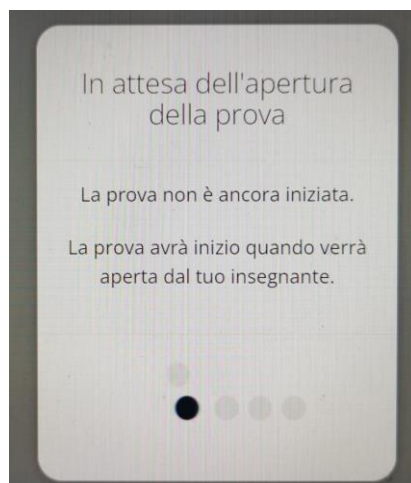 In attesa dell'apertura
della prova
La prova non è ancora iniziata.
La prova avrà inizio quando verrà
aperta dal tuo insegnante.